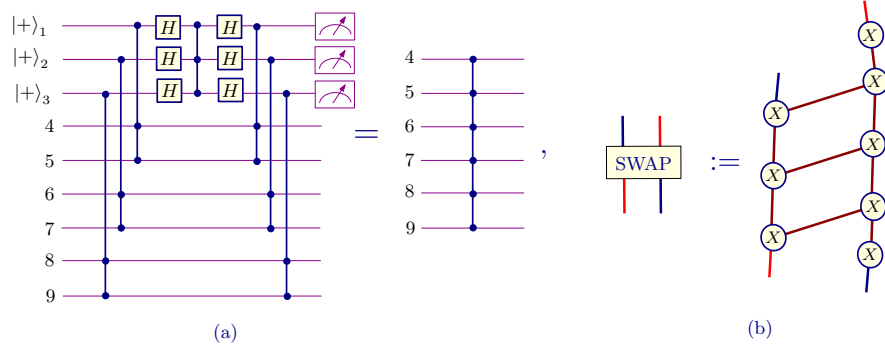 |+⟩₁ H H
|+⟩₂ H H
|+⟩₃ H H
4
5
6
7
8
9
(a)
=
4
5
6
7
8
9
,
SWAP
:=
X
X
X
X
X
X
X
X
(b)